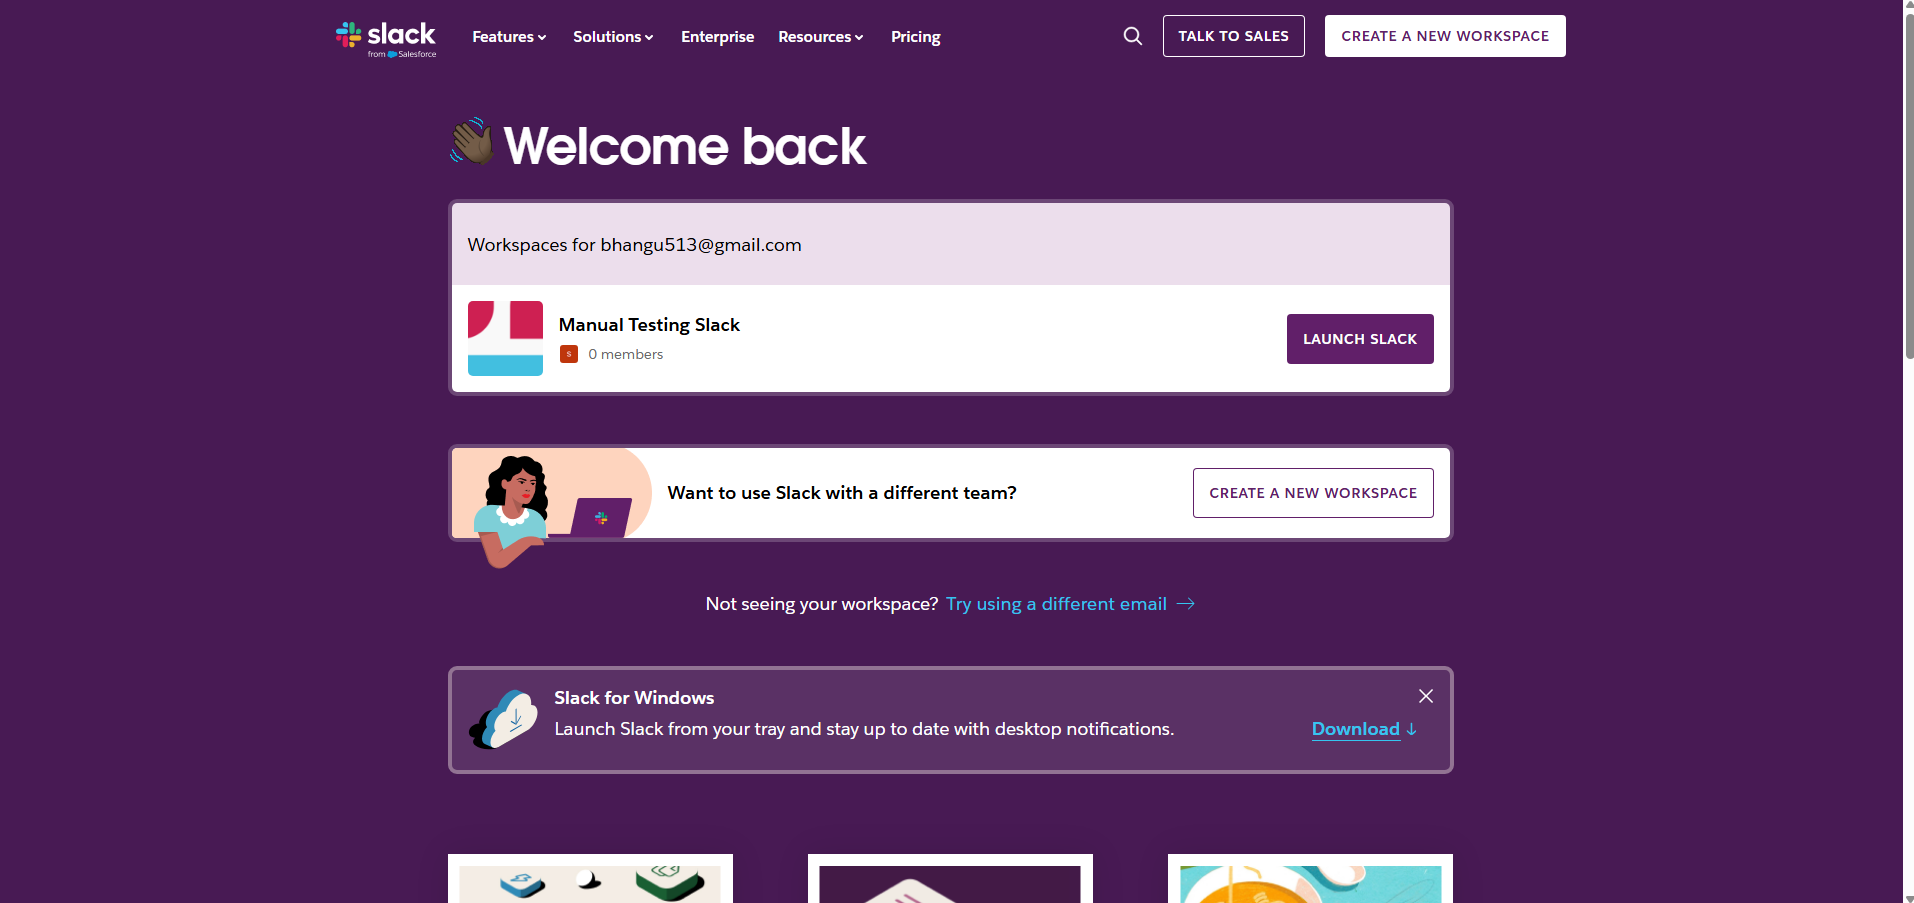 slack
from Salesforce
Features
Solutions
Enterprise
Resources
Pricing
TALK TO SALES
CREATE A NEW WORKSPACE
Welcome back
Workspaces for bhangu513@gmail.com
Manual Testing Slack
S
0 members
LAUNCH SLACK
Want to use Slack with a different team?
CREATE A NEW WORKSPACE
Not seeing your workspace? Try using a different email →
Slack for Windows
Launch Slack from your tray and stay up to date with desktop notifications.
Download ↓